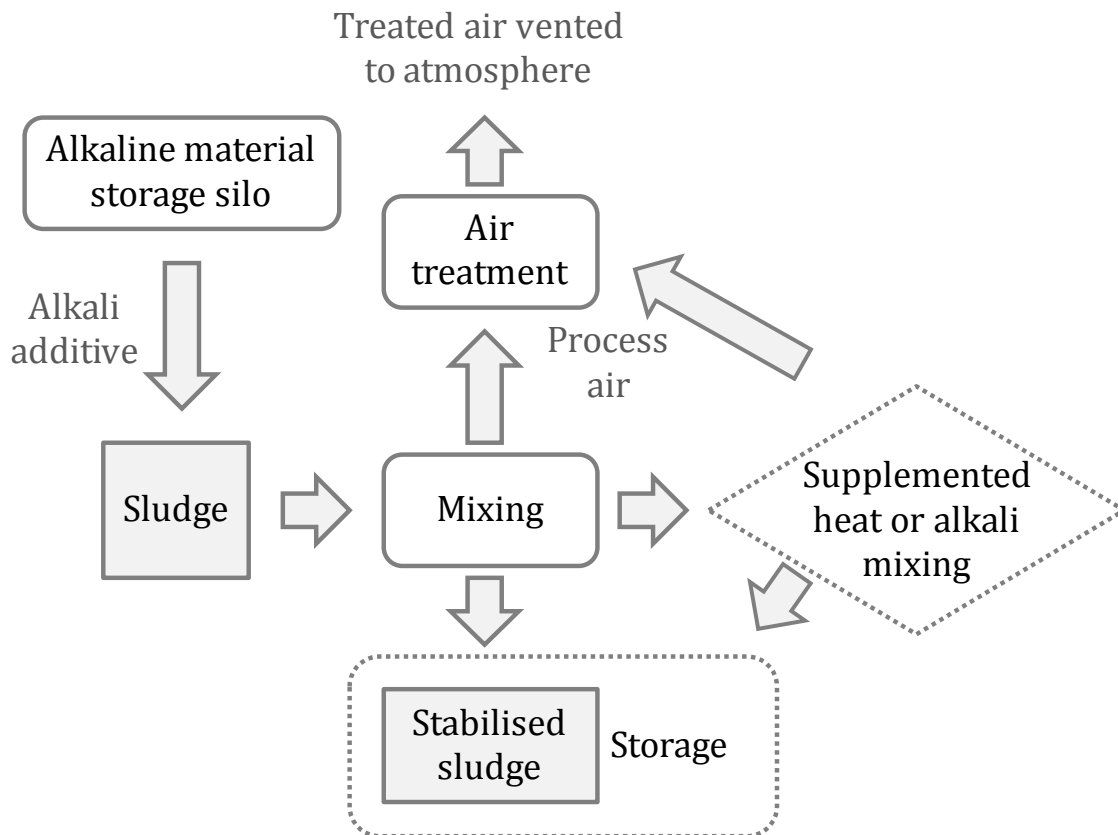 Treated air vented
to atmosphere
Alkaline material
storage silo
Air
treatment
Alkali
additive
Process
air
Sludge
Mixing
Supplemented
heat or alkali
mixing
Stabilised
sludge
Storage